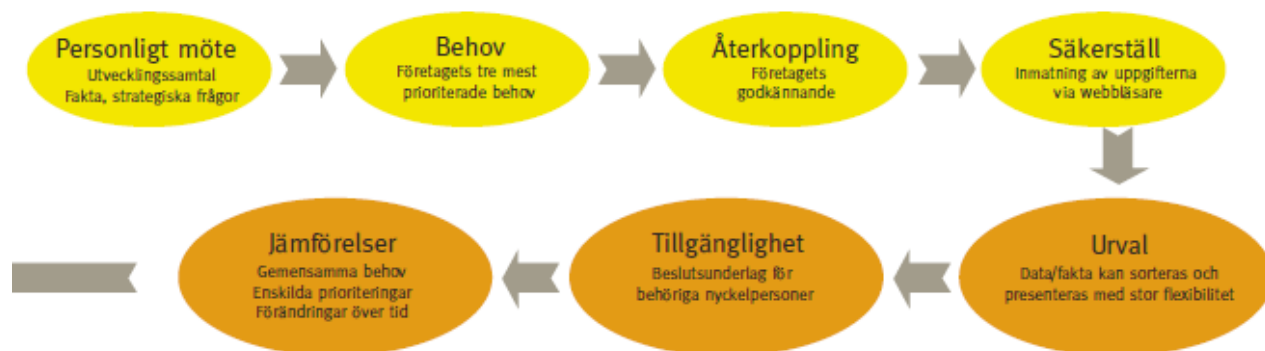 Personligt möte
Utvecklingssamtal
Fakta, strategiska frågor
Behov
Företagets tre mest
prioriterade behov
Återkoppling
Företagets
godkännande
Säkerställ
Inmatning av uppgifterna
via webbläsare
Urval
Data/fakta kan sorteras och
presenteras med stor flexibilitet
Tillgänglighet
Beslutsunderlag för
behöriga nyckelpersoner
Jämförelser
Gemensamma behov
Enskilda prioriteringar
Förändringar över tid